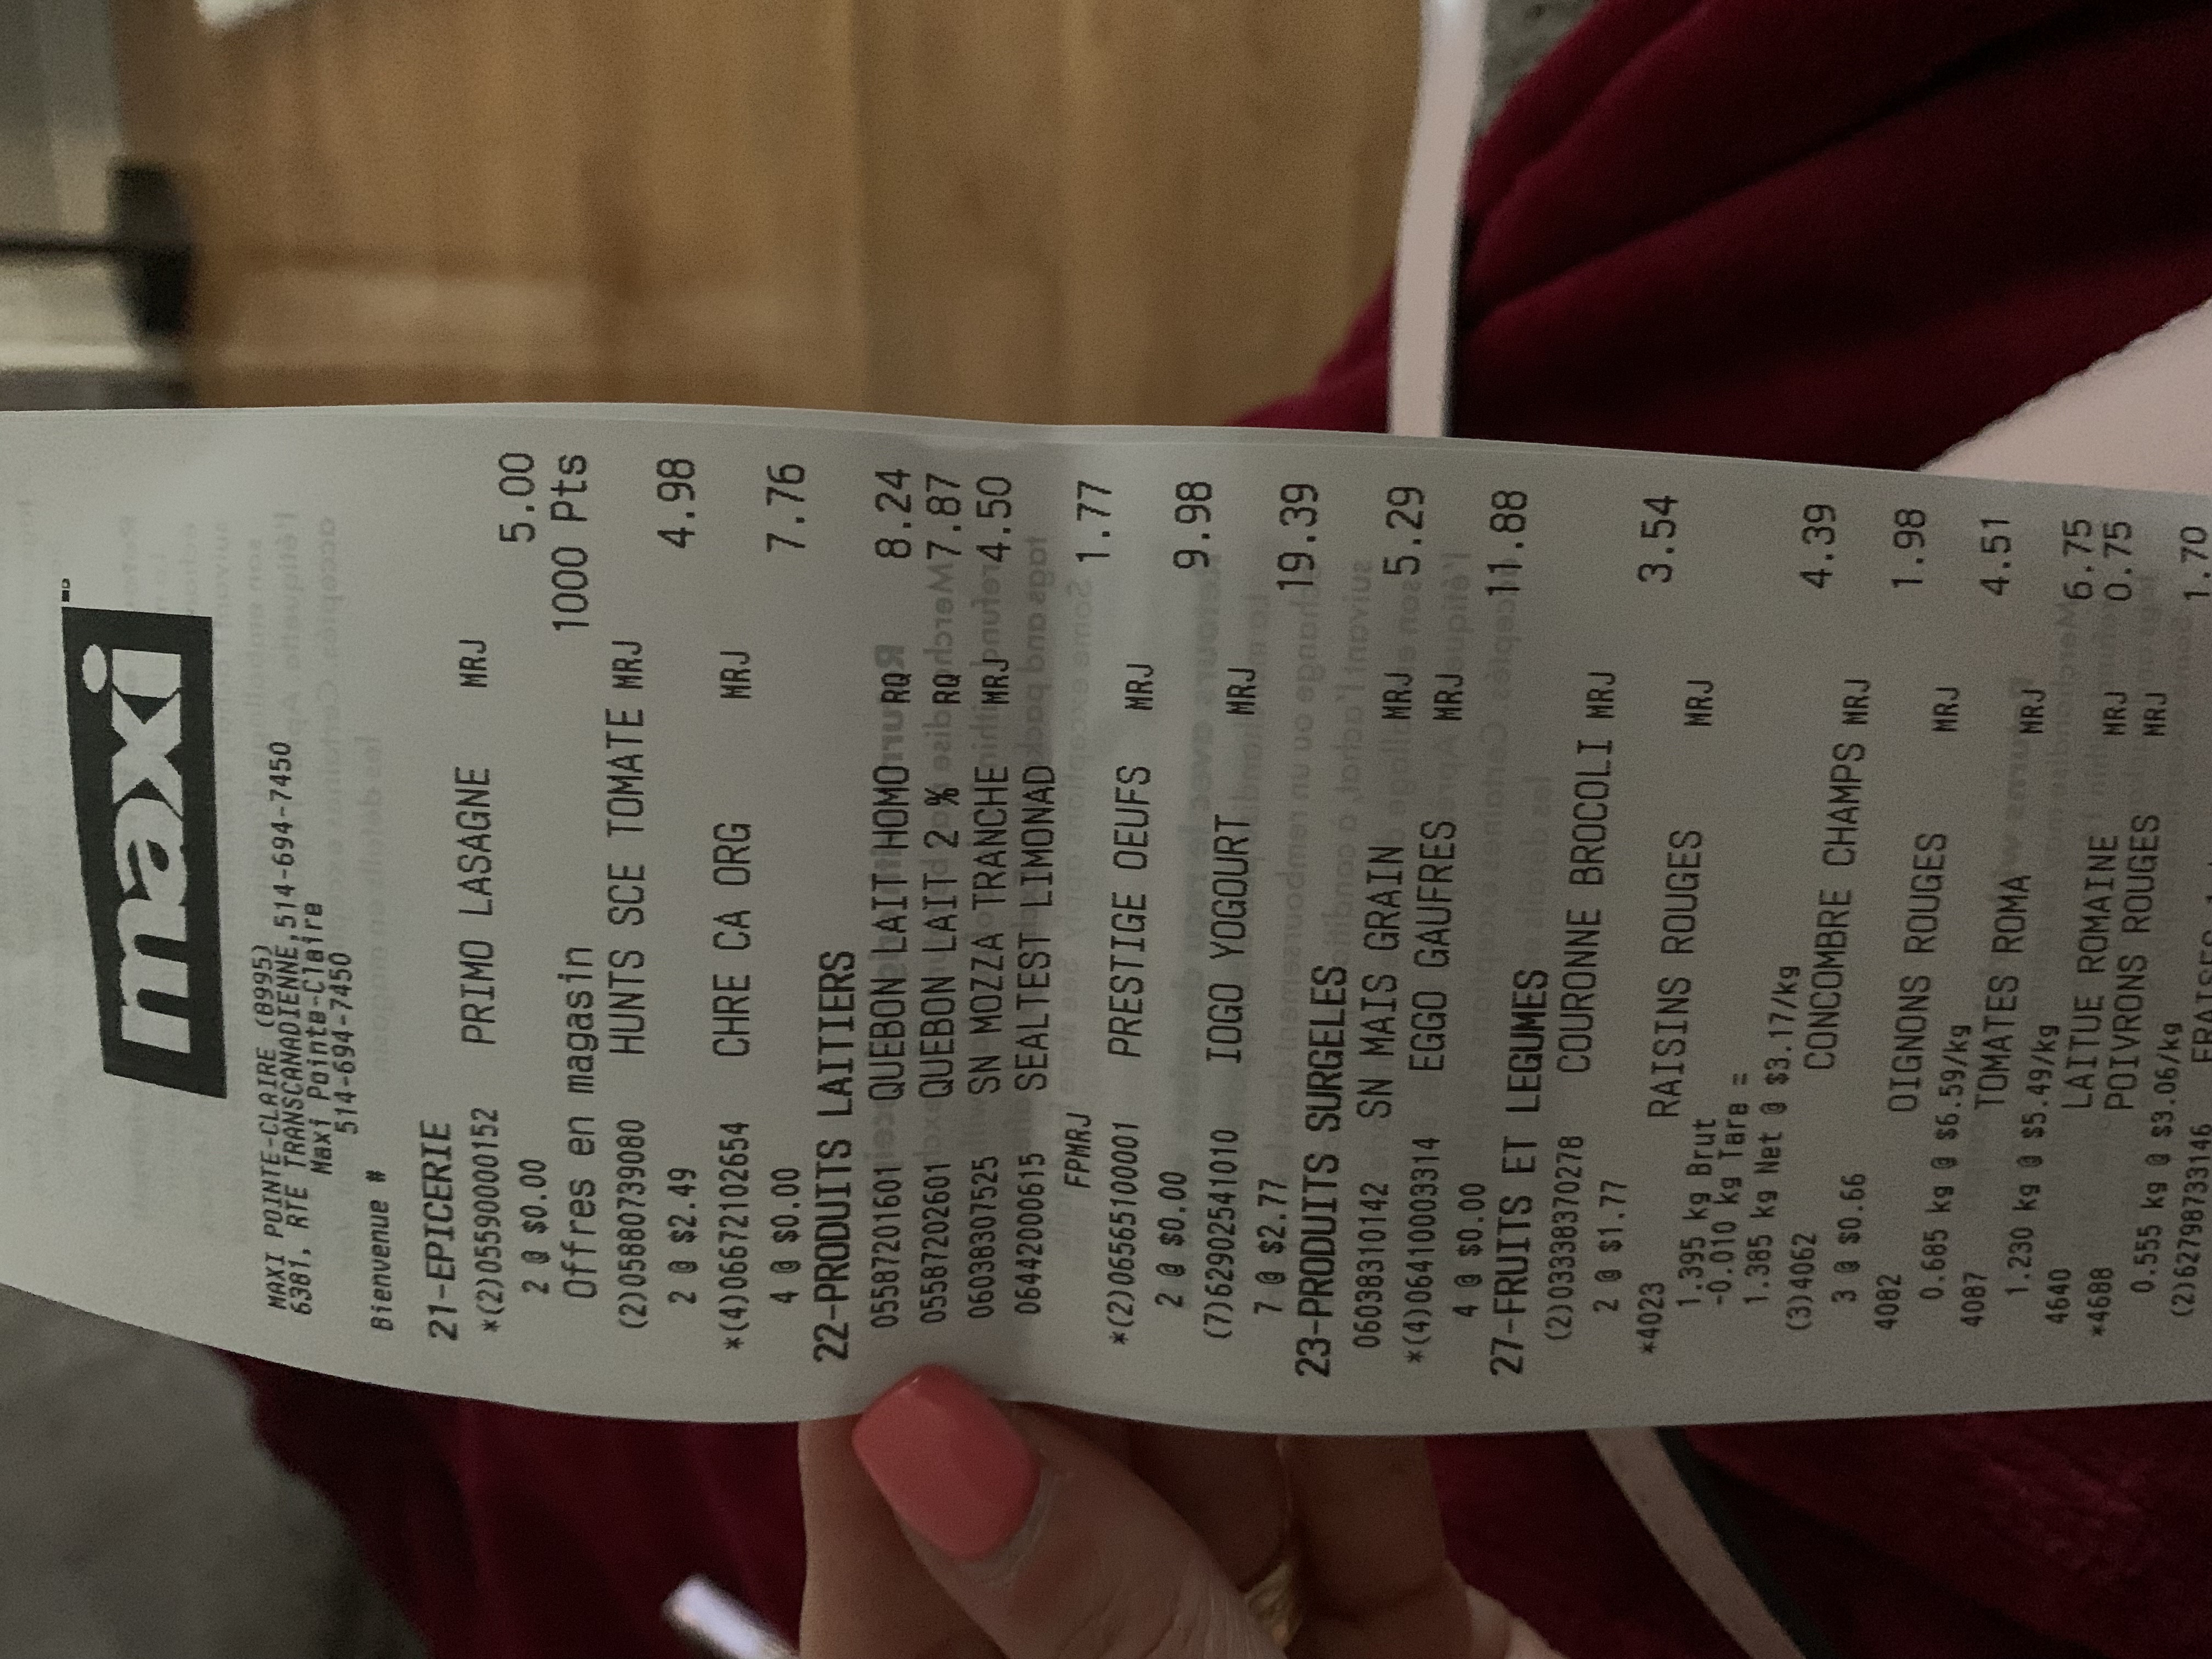 maxi
MAXI POINTE-CLAIRE (8995)
6381, RTE TRANSCANADIENNE,514-694-7450
Maxi Pointe-Claire
514-694-7450
Bienvenue #
21-EPICERIE
*(2)05590000152 PRIMO LASAGNE MRJ
2 @ $0.00 5.00
Offres en magasin 1000 Pts
(2)05880739080 HUNTS SCE TOMATE MRJ
2 @ $2.49 4.98
*(4)06672102654 CHRE CA ORG MRJ
4 @ $0.00 7.76
22-PRODUITS LAITIERS
05587201601 QUEBON LAIT HOMO RQ 8.24
05587202601 QUEBON LAIT 2 % RQ 7.87
06038307525 SN MOZZA TRANCHE MRJ 4.50
06442000615 SEALTEST LIMONAD
FPMRJ 1.77
*(2)06565100001 PRESTIGE OEUFS MRJ
2 @ $0.00 9.98
(7)62902541010 IOGO YOGOURT MRJ
7 @ $2.77 19.39
23-PRODUITS SURGELES
06038310142 SN MAIS GRAIN MRJ 5.29
*(4)06410003314 EGGO GAUFRES MRJ
4 @ $0.00 11.88
27-FRUITS ET LEGUMES
(2)03338370278 COURONNE BROCOLI MRJ
2 @ $1.77 3.54
*4023 RAISINS ROUGES MRJ
1.395 kg Brut
-0.010 kg Tare =
1.385 kg Net @ $3.17/kg 4.39
(3)4062 CONCOMBRE CHAMPS MRJ
3 @ $0.66 1.98
4082 OIGNONS ROUGES MRJ
0.685 kg @ $6.59/kg 4.51
4087 TOMATES ROMA MRJ
1.230 kg @ $5.49/kg 6.75
4640 LAITUE ROMAINE MRJ 0.75
*4688 POIVRONS ROUGES MRJ
0.555 kg @ $3.06/kg 1.70
(2)62798733146 FRAISES